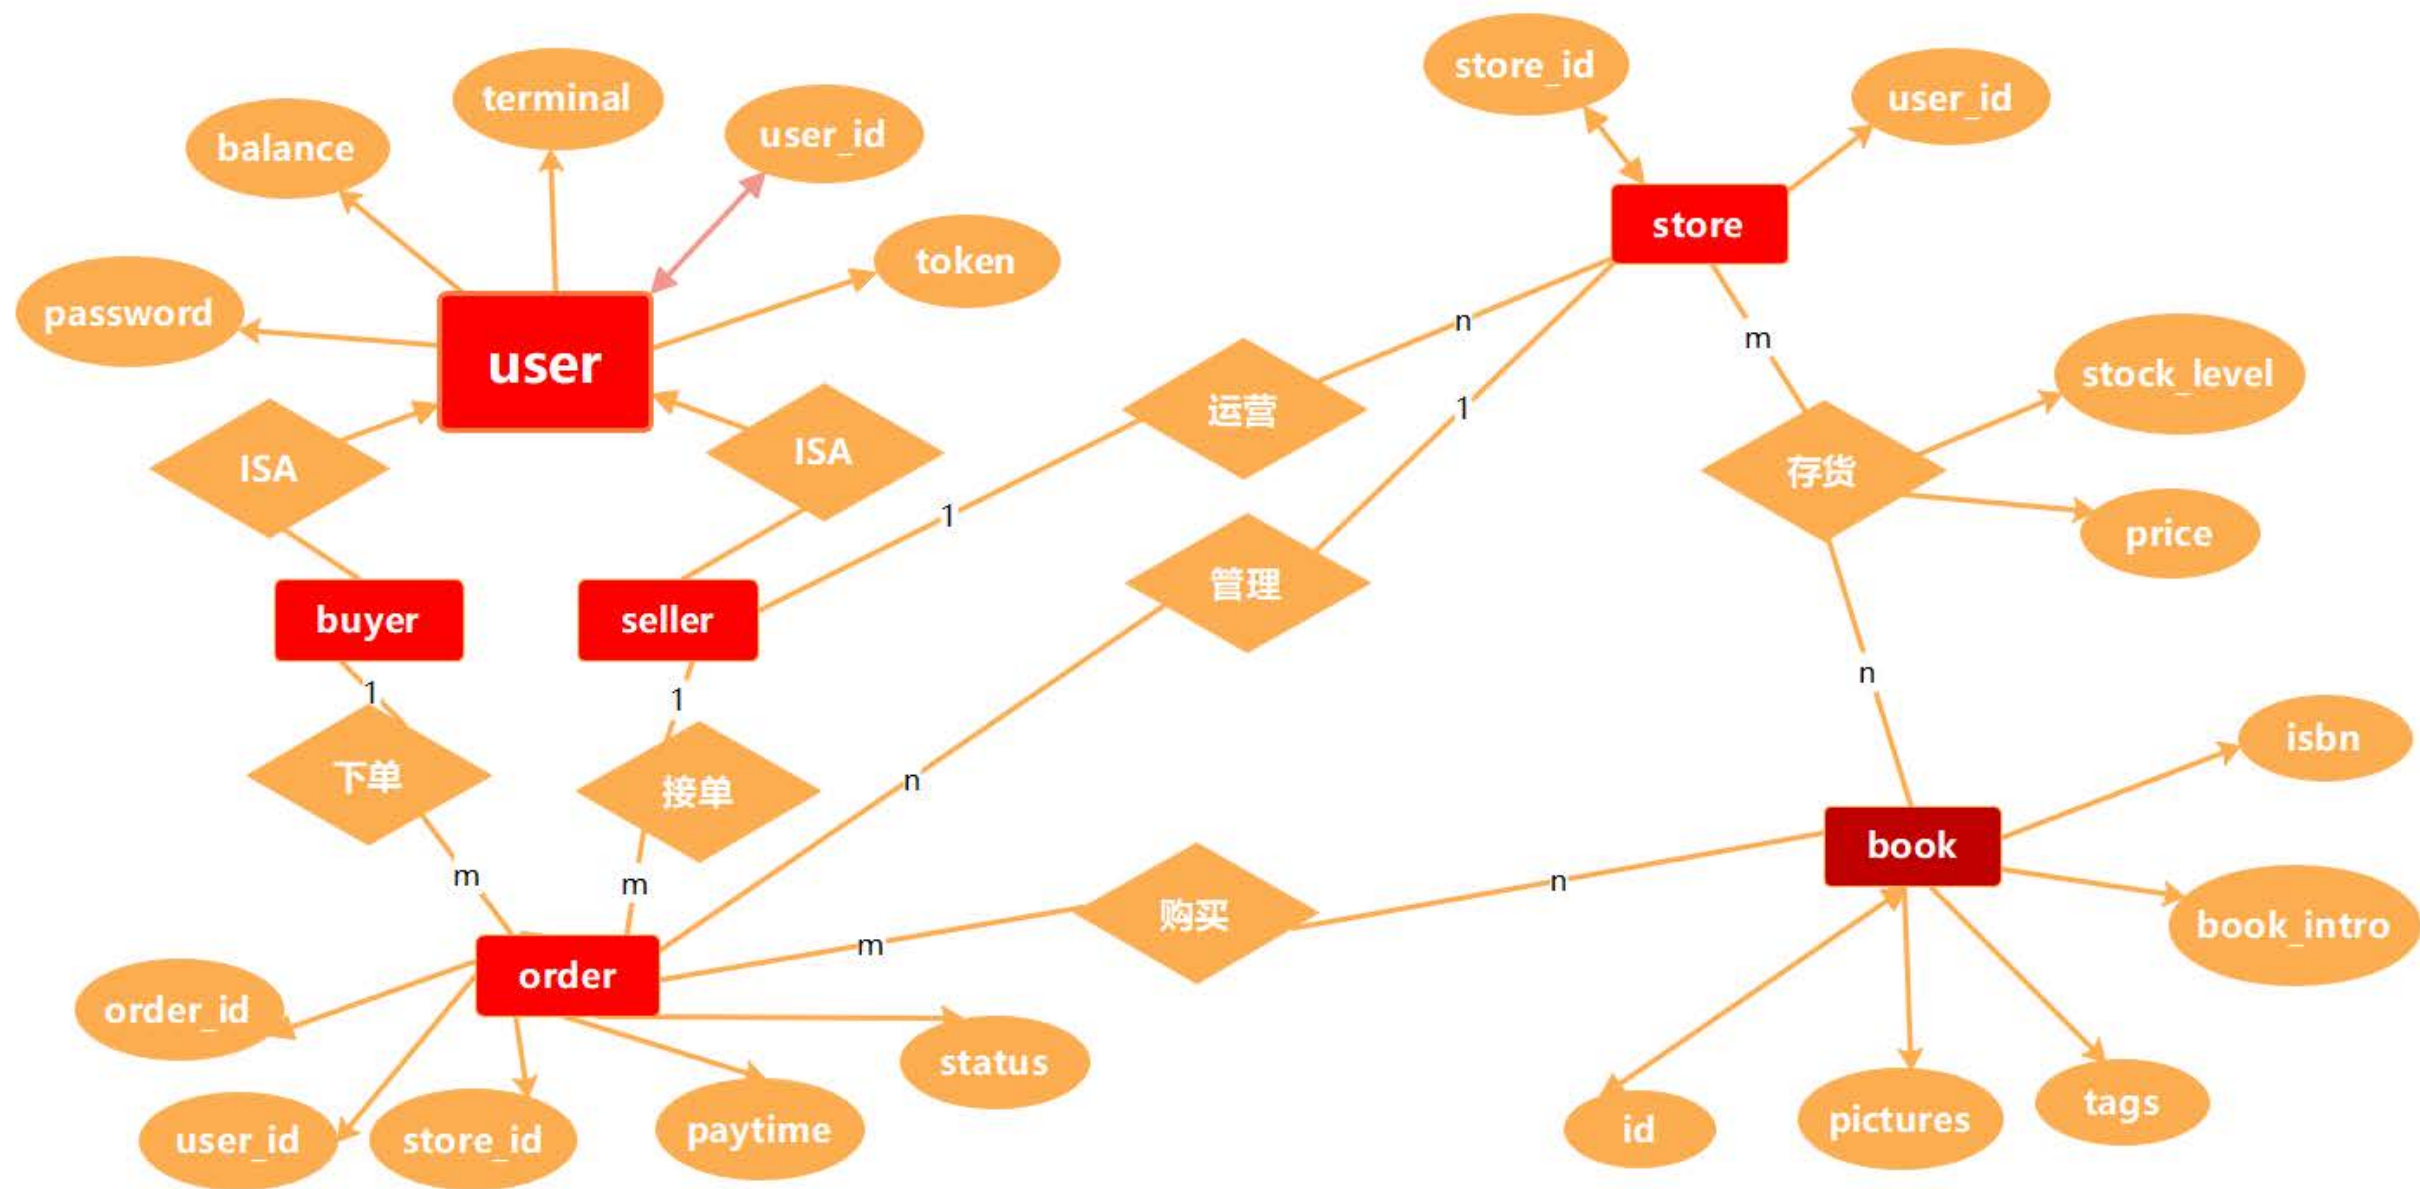 store_id
terminal
user_id
user_id
balance
store
token
password
n
m
user
stock_level
运营
1
ISA
ISA
存货
1
price
管理
buyer
seller
n
1
1
isbn
下单
接单
n
book
m
m
n
购买
book_intro
m
order
order_id
status
tags
pictures
id
paytime
user_id
store_id